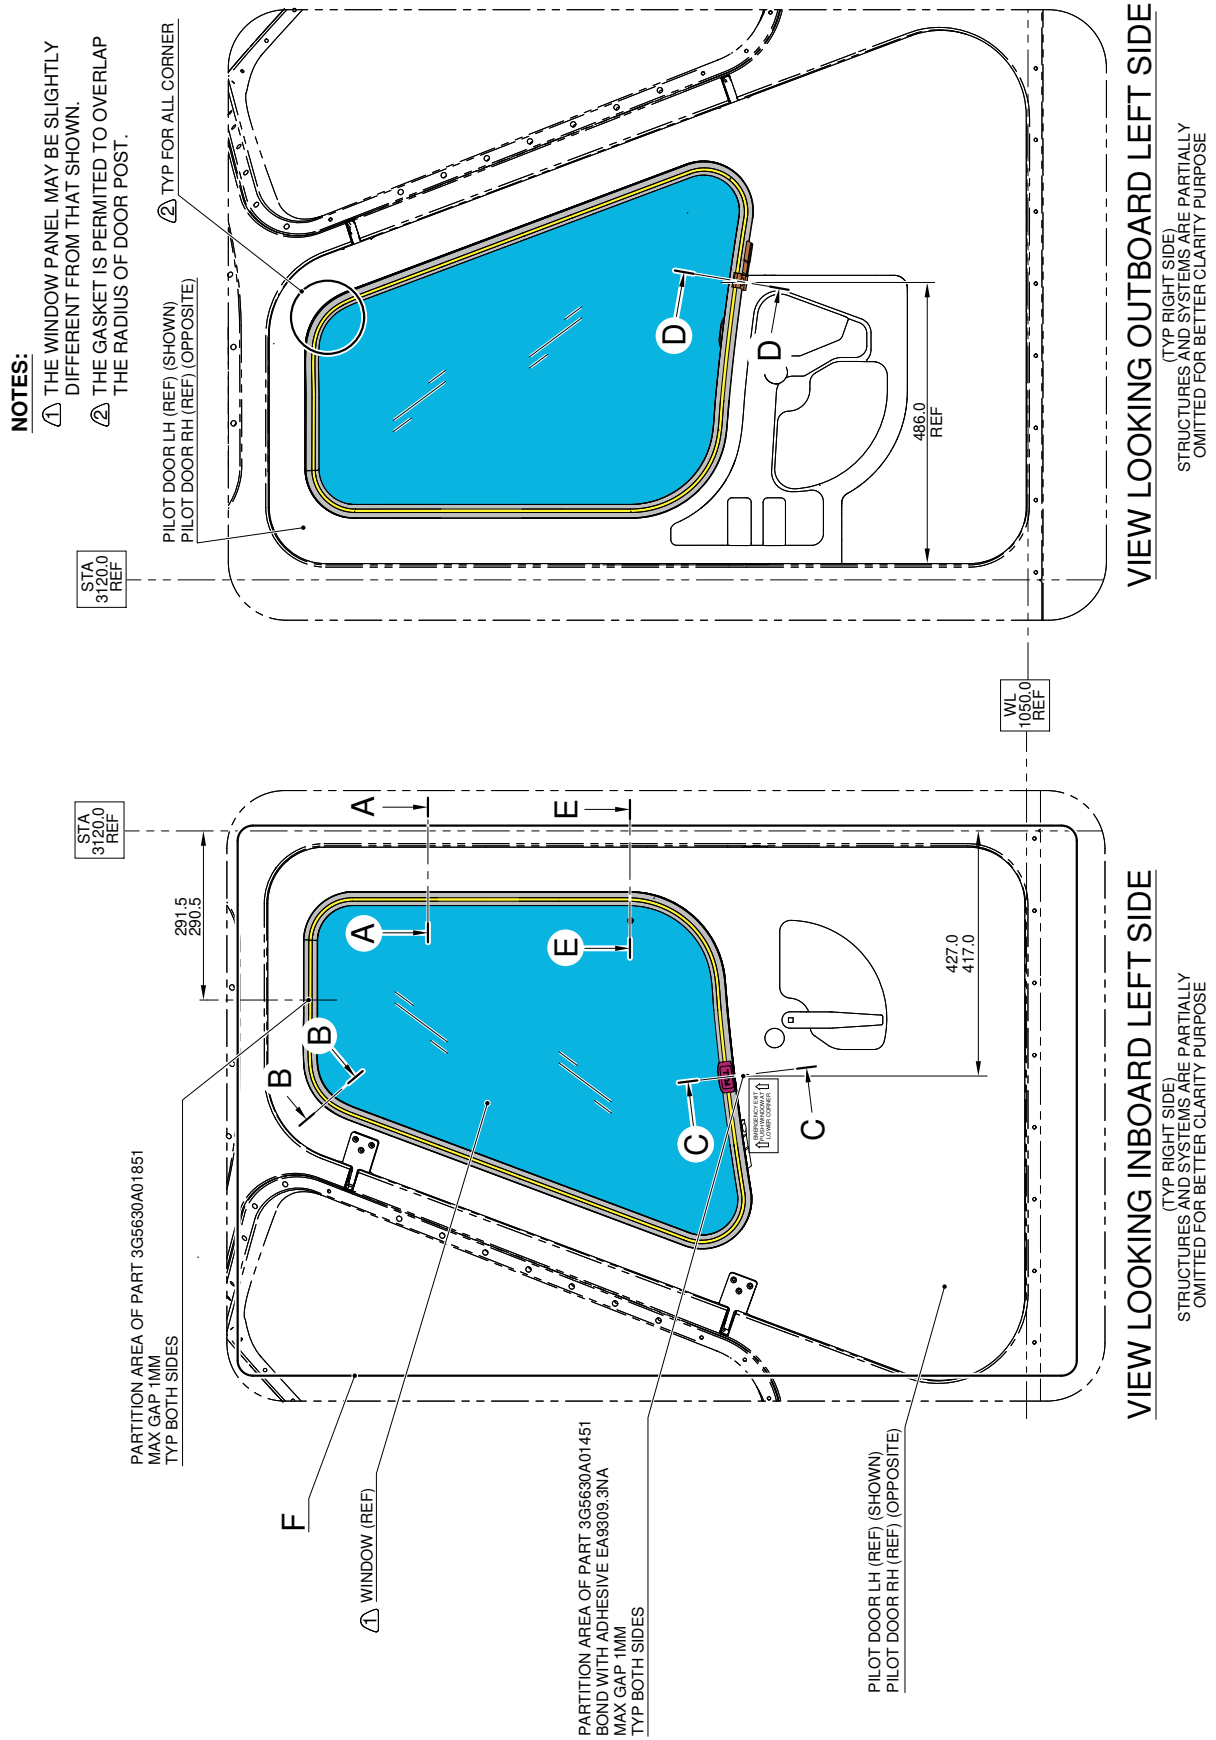 NOTES:
1 THE WINDOW PANEL MAY BE SLIGHTLY
DIFFERENT FROM THAT SHOWN.
2 THE GASKET IS PERMITED TO OVERLAP
THE RADIUS OF DOOR POST.
STA
3120.0
REF
291.5
290.5
PARTITION AREA OF PART 3G5630A01851
MAX GAP 1MM
TYP BOTH SIDES
F
1 WINDOW (REF)
B
B
A
A
E
E
C
C
EMERGENCY EXIT
PUSH WINDOW AT
LOWER CORNER
427.0
417.0
PARTITION AREA OF PART 3G5630A01451
BOND WITH ADHESIVE EA9309.3NA
MAX GAP 1MM
TYP BOTH SIDES
PILOT DOOR LH (REF) (SHOWN)
PILOT DOOR RH (REF) (OPPOSITE)
WL
1050.0
REF
VIEW LOOKING INBOARD LEFT SIDE
(TYP RIGHT SIDE)
STRUCTURES AND SYSTEMS ARE PARTIALLY
OMITTED FOR BETTER CLARITY PURPOSE
STA
3120.0
REF
PILOT DOOR LH (REF) (SHOWN)
PILOT DOOR RH (REF) (OPPOSITE)
2 TYP FOR ALL CORNER
D
D
486.0
REF
VIEW LOOKING OUTBOARD LEFT SIDE
(TYP RIGHT SIDE)
STRUCTURES AND SYSTEMS ARE PARTIALLY
OMITTED FOR BETTER CLARITY PURPOSE